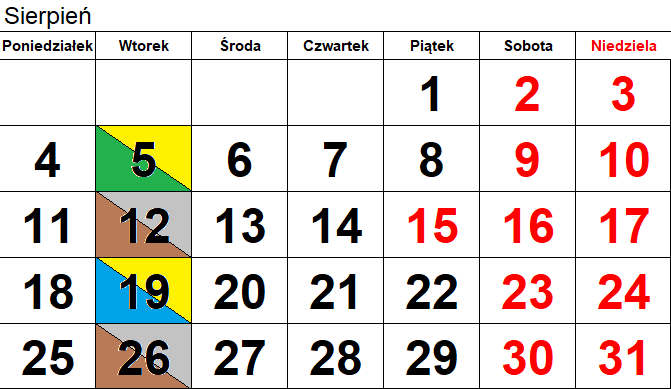 Sierpień
Poniedziałek Wtorek Środa Czwartek Piątek Sobota Niedziela
1 2 3
4 5 6 7 8 9 10
11 12 13 14 15 16 17
18 19 20 21 22 23 24
25 26 27 28 29 30 31